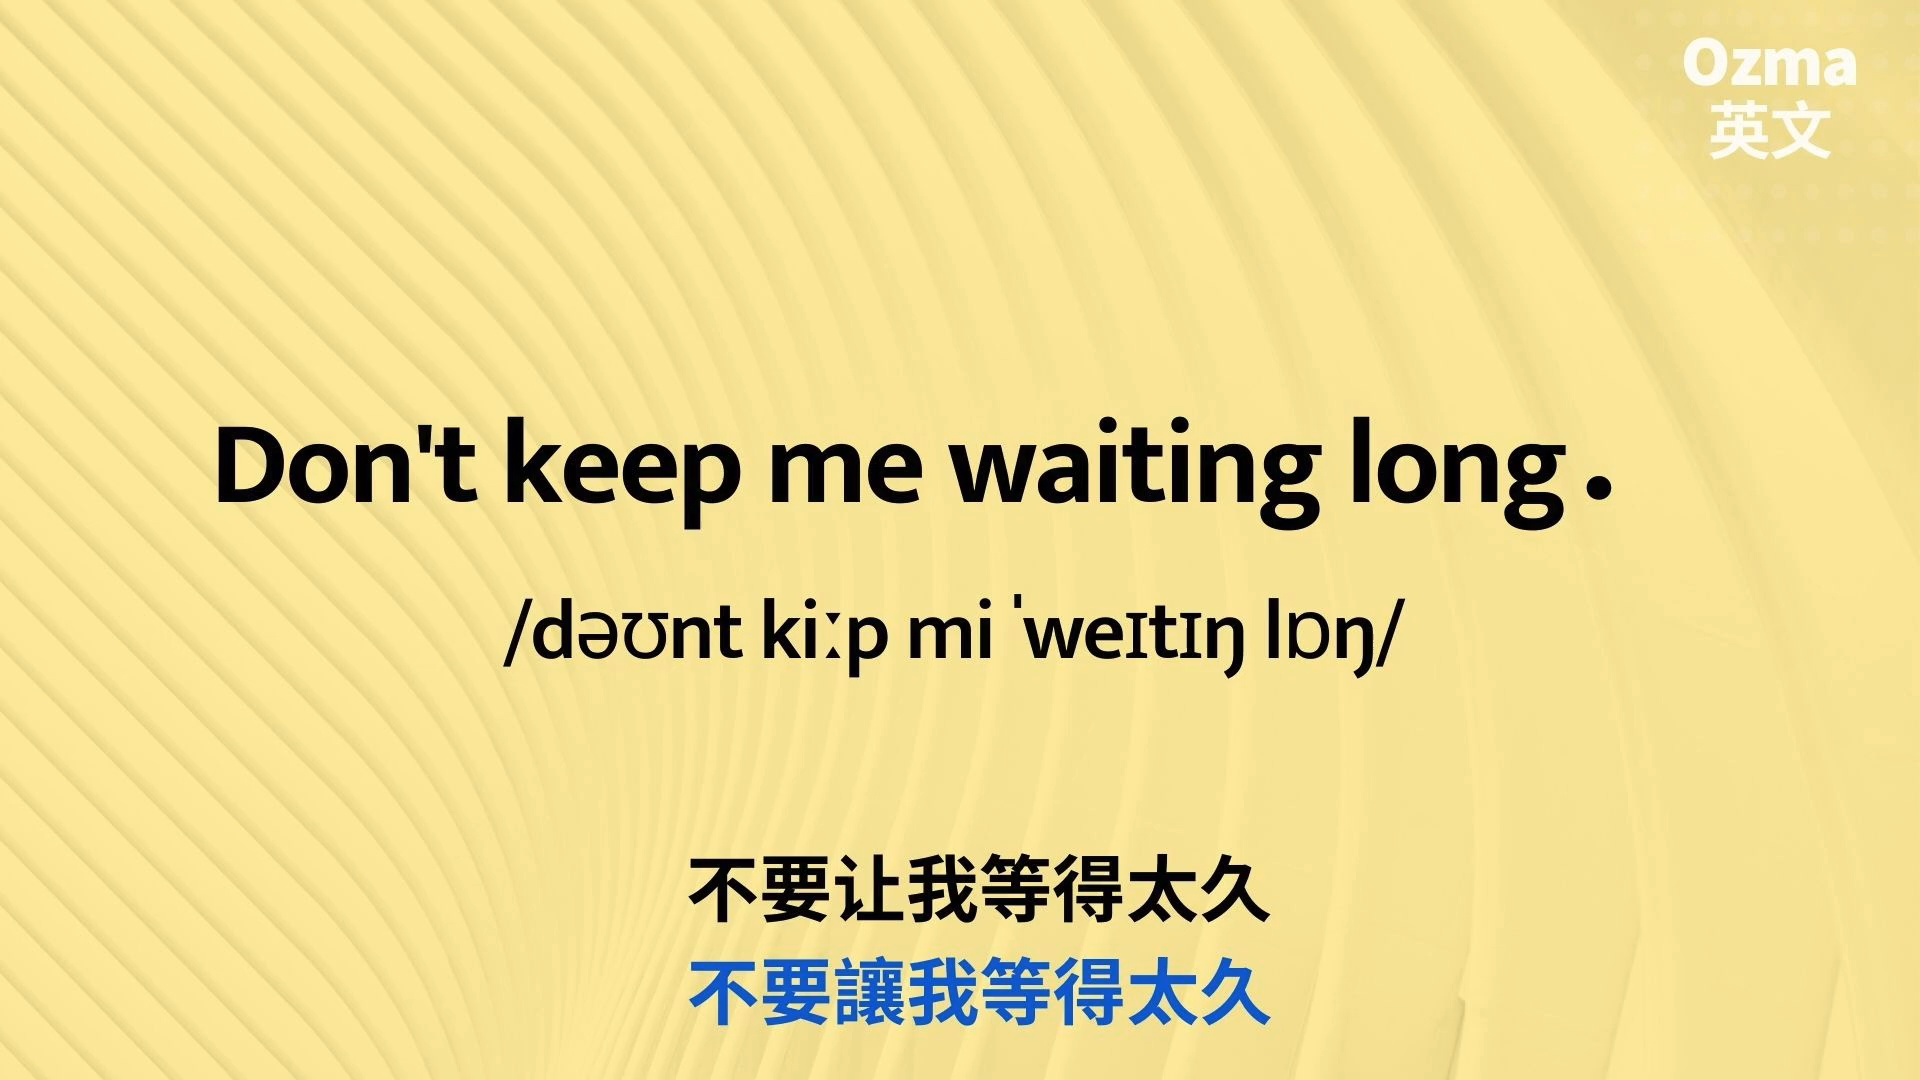 Ozma
英文
Don't keep me waiting long.
/dəʊnt kiːp mi ˈweɪtɪŋ lɒŋ/
不要让我等得太久
不要讓我等得太久